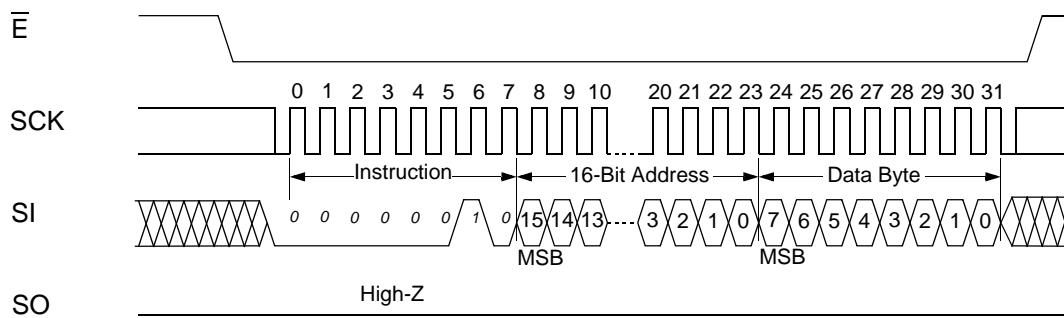 E
0 1 2 3 4 5 6 7 8 9 10 20 21 22 23 24 25 26 27 28 29 30 31
SCK
Instruction 16-Bit Address Data Byte
SI
0 0 0 0 0 0 1 0 15 14 13 3 2 1 0 7 6 5 4 3 2 1 0
MSB MSB
High-Z
SO